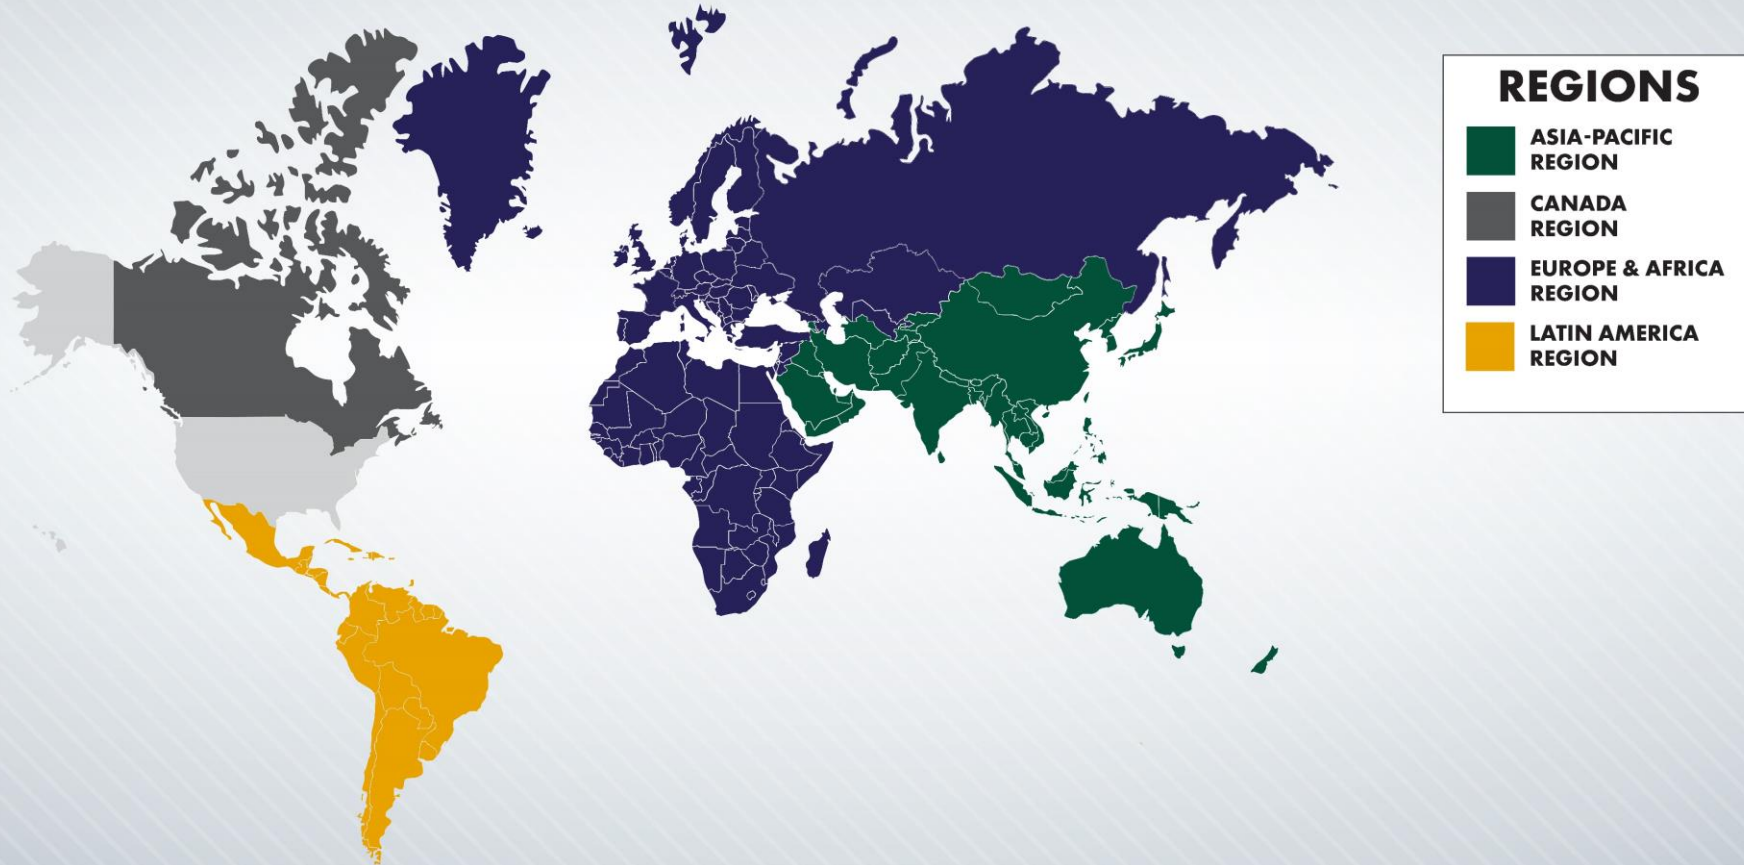 REGIONS
ASIA-PACIFIC
REGION
CANADA
REGION
EUROPE & AFRICA
REGION
LATIN AMERICA
REGION